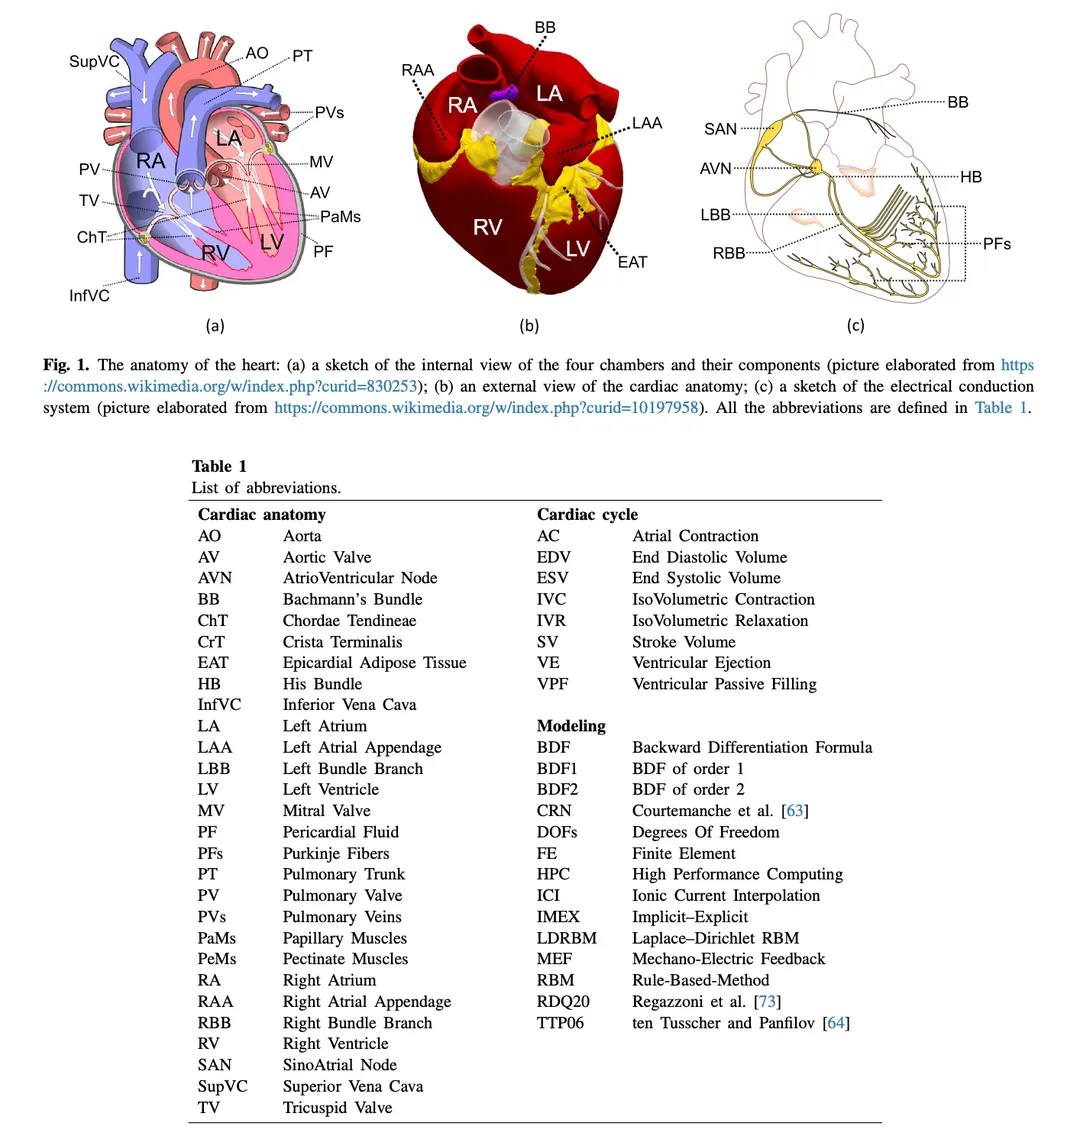 SupVC
AO
PT
PVs
LA
RA
PV
MV
TV
AV
PaMs
ChT
RV
LV
PF
InfVC
(a)
BB
RAA
RA
LA
LAA
RV
LV
EAT
(b)
BB
SAN
AVN
HB
LBB
RBB
PFs
(c)
Fig. 1. The anatomy of the heart: (a) a sketch of the internal view of the four chambers and their components (picture elaborated from https
://commons.wikimedia.org/w/index.php?curid=830253); (b) an external view of the cardiac anatomy; (c) a sketch of the electrical conduction
system (picture elaborated from https://commons.wikimedia.org/w/index.php?curid=10197958). All the abbreviations are defined in Table 1.
Table 1
List of abbreviations.
Cardiac anatomy
AO Aorta
AV Aortic Valve
AVN AtrioVentricular Node
BB Bachmann's Bundle
ChT Chordae Tendineae
CrT Crista Terminalis
EAT Epicardial Adipose Tissue
HB His Bundle
InfVC Inferior Vena Cava
LA Left Atrium
LAA Left Atrial Appendage
LBB Left Bundle Branch
LV Left Ventricle
MV Mitral Valve
PF Pericardial Fluid
PFs Purkinje Fibers
PT Pulmonary Trunk
PV Pulmonary Valve
PVs Pulmonary Veins
PaMs Papillary Muscles
PeMs Pectinate Muscles
RA Right Atrium
RAA Right Atrial Appendage
RBB Right Bundle Branch
RV Right Ventricle
SAN SinoAtrial Node
SupVC Superior Vena Cava
TV Tricuspid Valve
Cardiac cycle
AC Atrial Contraction
EDV End Diastolic Volume
ESV End Systolic Volume
IVC IsoVolumetric Contraction
IVR IsoVolumetric Relaxation
SV Stroke Volume
VE Ventricular Ejection
VPF Ventricular Passive Filling
Modeling
BDF Backward Differentiation Formula
BDF1 BDF of order 1
BDF2 BDF of order 2
CRN Courtemanche et al. [63]
DOFs Degrees Of Freedom
FE Finite Element
HPC High Performance Computing
ICI Ionic Current Interpolation
IMEX Implicit–Explicit
LDRBM Laplace–Dirichlet RBM
MEF Mechano-Electric Feedback
RBM Rule-Based-Method
RDQ20 Regazzoni et al. [73]
TTP06 ten Tusscher and Panfilov [64]